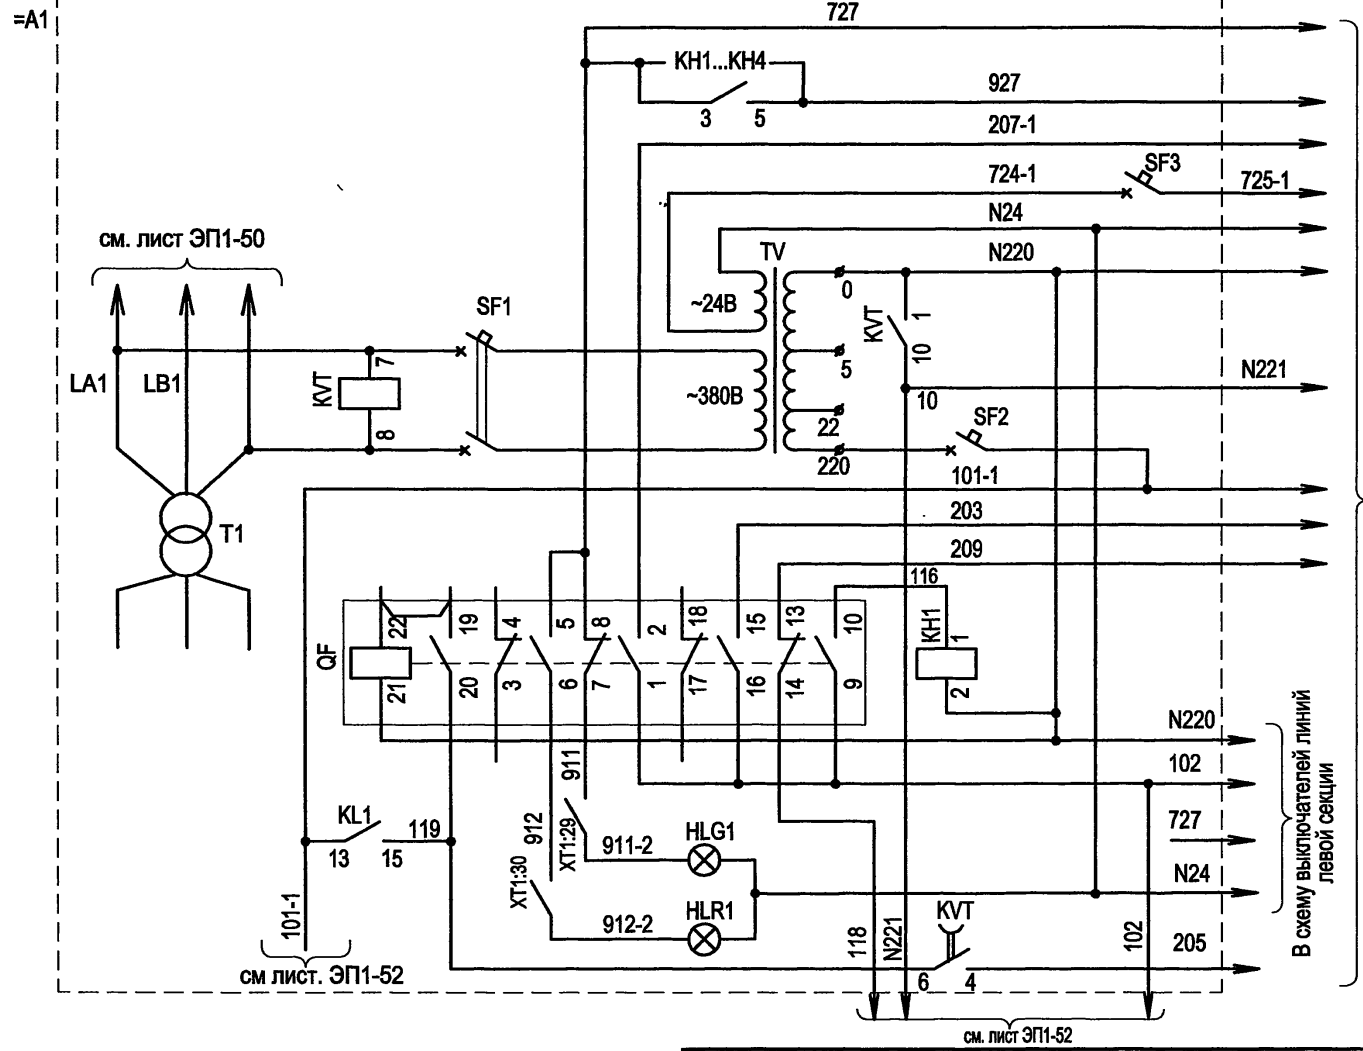 =A1
727
KH1...KH4
3
5
927
207-1
724-1
SF3
725-1
N24
N220
см. лист ЭП1-50
TV
~24В
0
KVT
1
10
SF1
LA1
LB1
KVT
7
8
~380В
5
22
220
10
N221
SF2
101-1
T1
203
209
116
QF
22
21
19
20
4
3
5
6
8
7
2
1
18
17
15
16
13
14
10
9
KH1
1
2
N220
102
727
N24
205
В схему выключателей линий
левой секции
911
912
XT1:29
XT1:30
911-2
912-2
HLG1
HLR1
KL1
13
15
119
101-1
см лист. ЭП1-52
118
N221
KVT
6
4
102
см. лист ЭП1-52